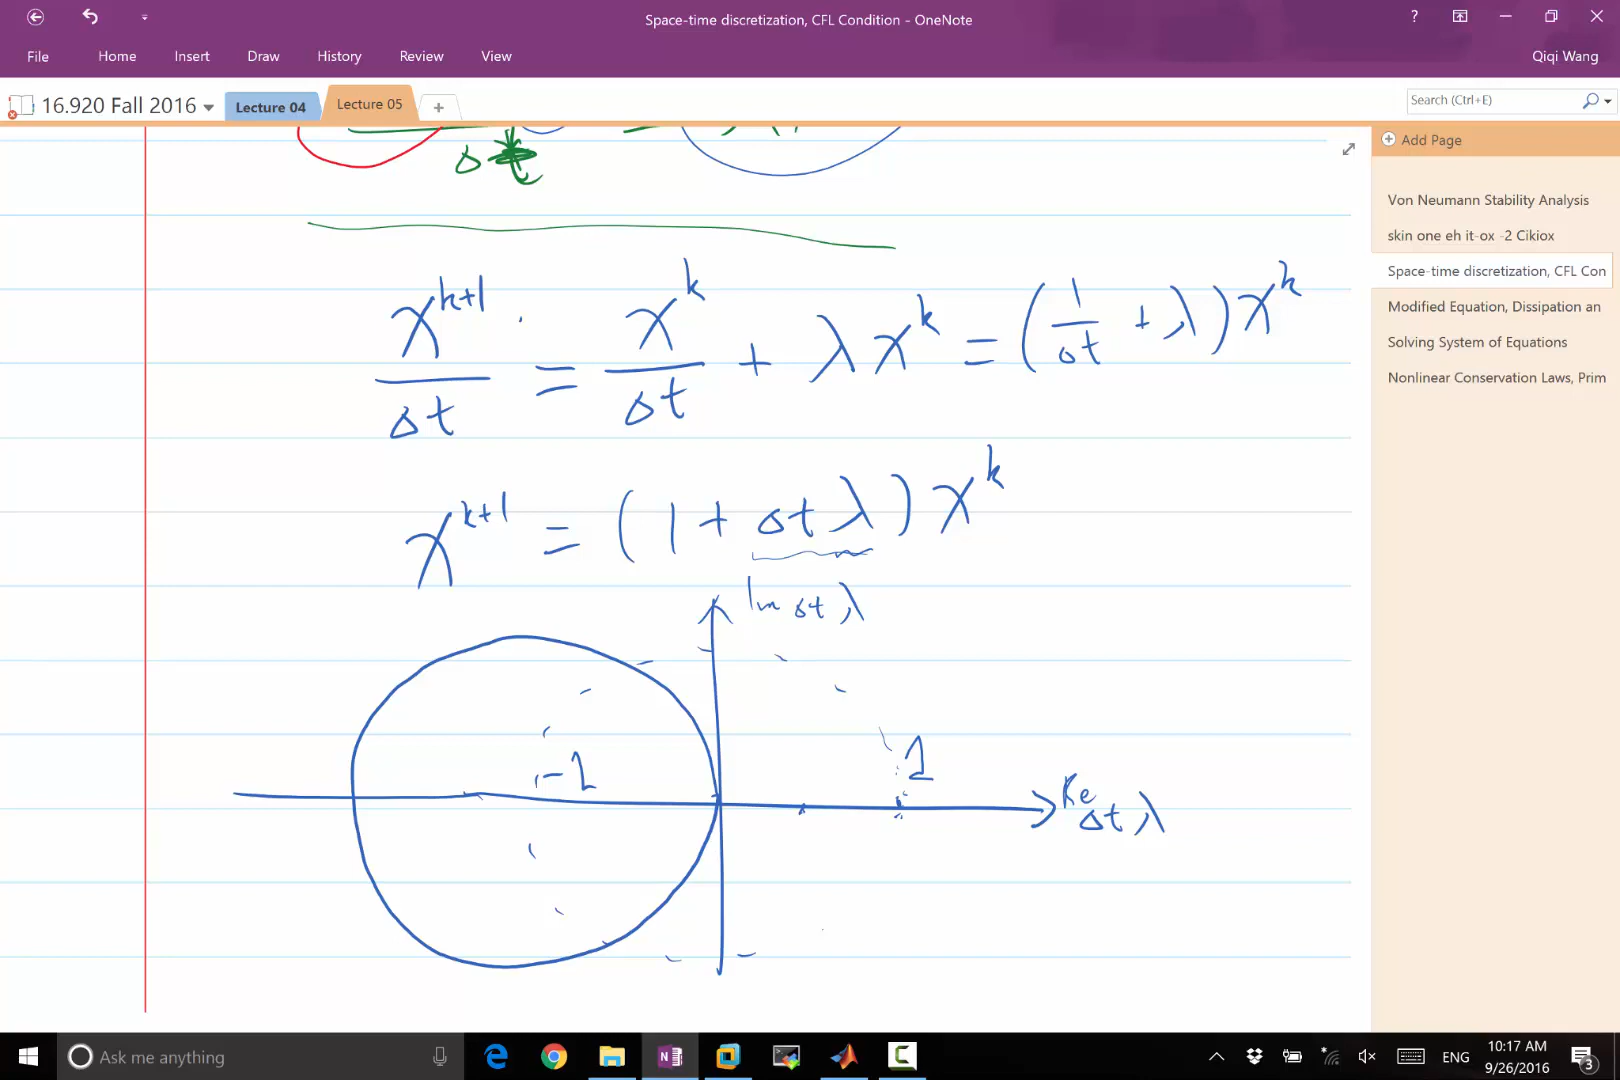 Space-time discretization, CFL Condition - OneNote
?
File Home Insert Draw History Review View
Qiqi Wang
16.920 Fall 2016
Lecture 04
Lecture 05
+
Search (Ctrl+E)
Add Page
Von Neumann Stability Analysis
skin one eh it-ox -2 Cikiox
Space-time discretization, CFL Con
Modified Equation, Dissipation an
Solving System of Equations
Nonlinear Conservation Laws, Prim
Δt
x^{k+1}/Δt = x^k/Δt + λx^k = (1/Δt + λ)x^k
x^{k+1} = (1 + Δtλ)x^k
Im Δtλ
-1
1
Re Δtλ
Ask me anything
ENG
10:17 AM
9/26/2016
3